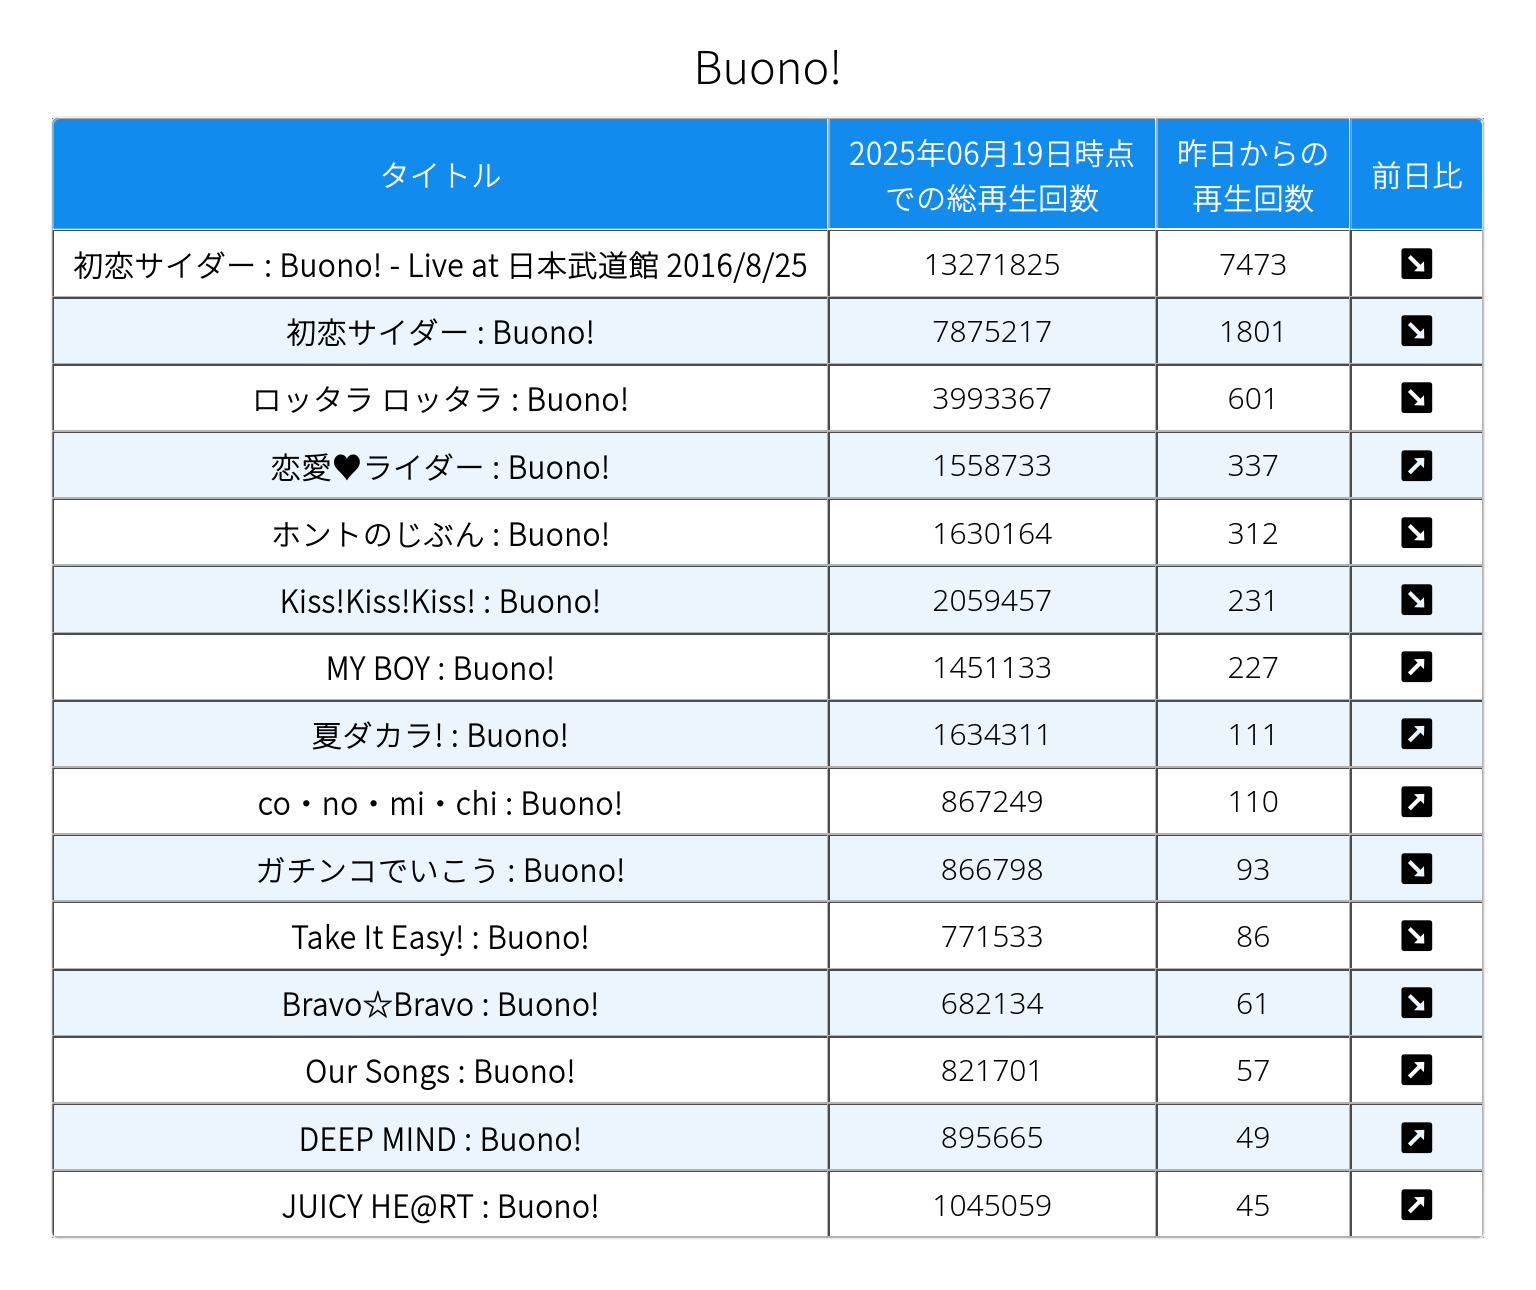 Buono!
タイトル 2025年06月19日時点 昨日からの 前日比
での総再生回数 再生回数
初恋サイダー : Buono! - Live at 日本武道館 2016/8/25 13271825 7473 ↘
初恋サイダー : Buono! 7875217 1801 ↘
ロッタラ ロッタラ : Buono! 3993367 601 ↘
恋愛♥ライダー : Buono! 1558733 337 ↗
ホントのじぶん : Buono! 1630164 312 ↘
Kiss!Kiss!Kiss! : Buono! 2059457 231 ↘
MY BOY : Buono! 1451133 227 ↗
夏ダカラ! : Buono! 1634311 111 ↗
co・no・mi・chi : Buono! 867249 110 ↗
ガチンコでいこう : Buono! 866798 93 ↘
Take It Easy! : Buono! 771533 86 ↘
Bravo☆Bravo : Buono! 682134 61 ↘
Our Songs : Buono! 821701 57 ↗
DEEP MIND : Buono! 895665 49 ↗
JUICY HE@RT : Buono! 1045059 45 ↗